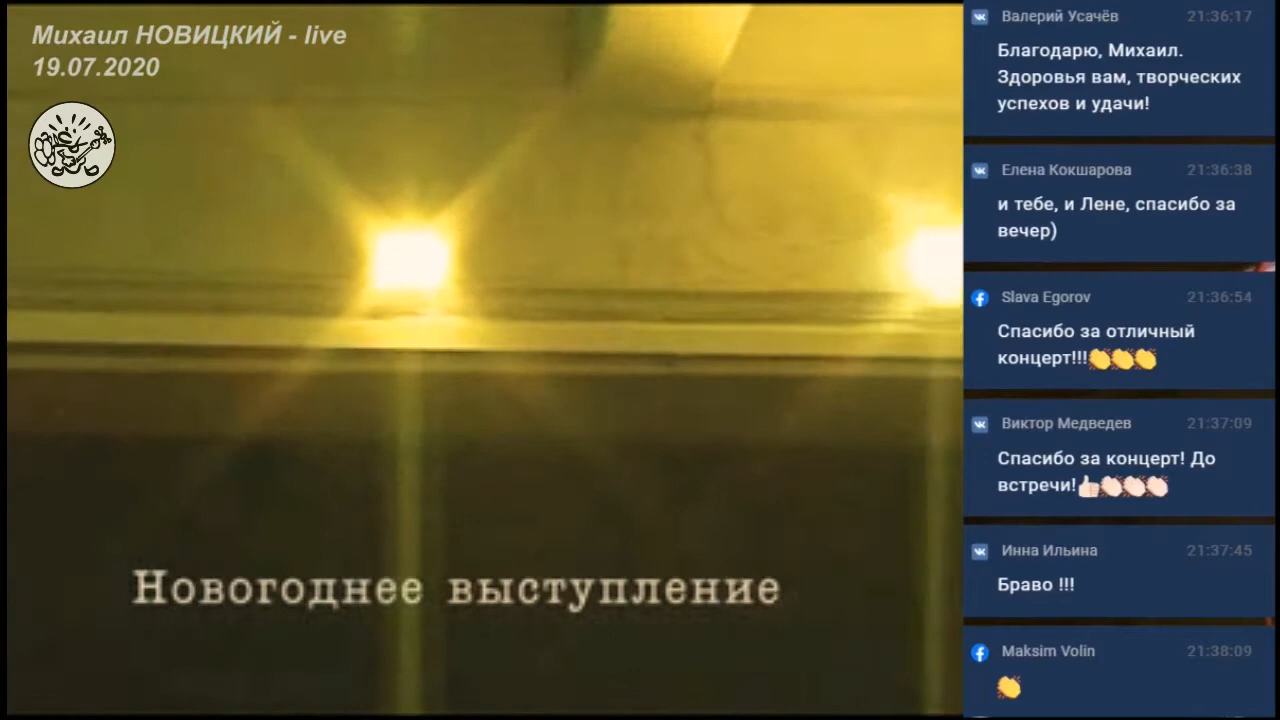 Михаил НОВИЦКИЙ - live
19.07.2020
Новогоднее выступление
Валерий Усачёв 21:36:17
Благодарю, Михаил.
Здоровья вам, творческих
успехов и удачи!
Елена Кокшарова 21:36:38
и тебе, и Лене, спасибо за
вечер)
Slava Egorov 21:36:54
Спасибо за отличный
концерт!!!👏👏👏
Виктор Медведев 21:37:09
Спасибо за концерт! До
встречи!👍🏻👏🏻👏🏻👏🏻
Инна Ильина 21:37:45
Браво !!!
Maksim Volin 21:38:09
👏